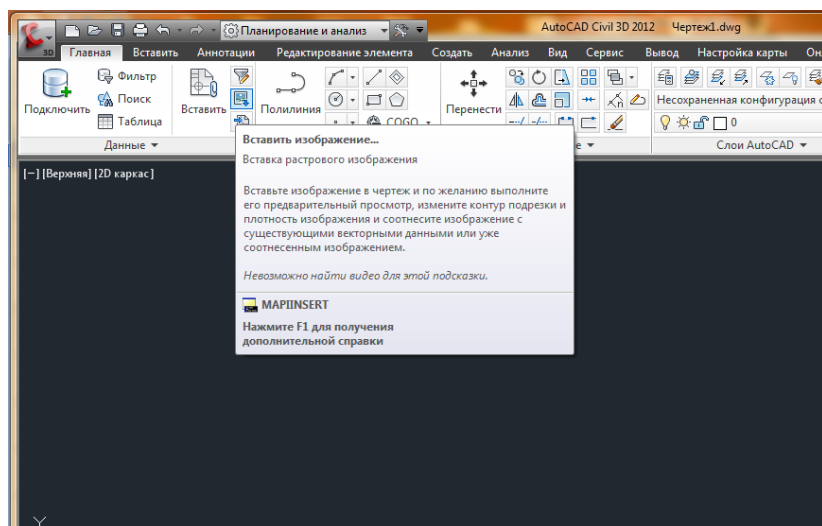 Планирование и анализ
AutoCAD Civil 3D 2012 Чертеж1.dwg
3D
Главная Вставить Аннотации Редактирование элемента Создать Анализ Вид Сервис Вывод Настройка карты
Подключить
Фильтр
Поиск
Таблица
Вставить
Полилиния
COGO
Перенести
Несохраненная конфигурация
0
Данные
Слои AutoCAD
[−] [Верхняя] [2D каркас]
Вставить изображение...
Вставка растрового изображения
Вставьте изображение в чертеж и по желанию выполните
его предварительный просмотр, измените контур подрезки и
плотность изображения и соотнесите изображение с
существующими векторными данными или уже
соотнесенным изображением.
Невозможно найти видео для этой подсказки.
MAPIINSERT
Нажмите F1 для получения
дополнительной справки
Y